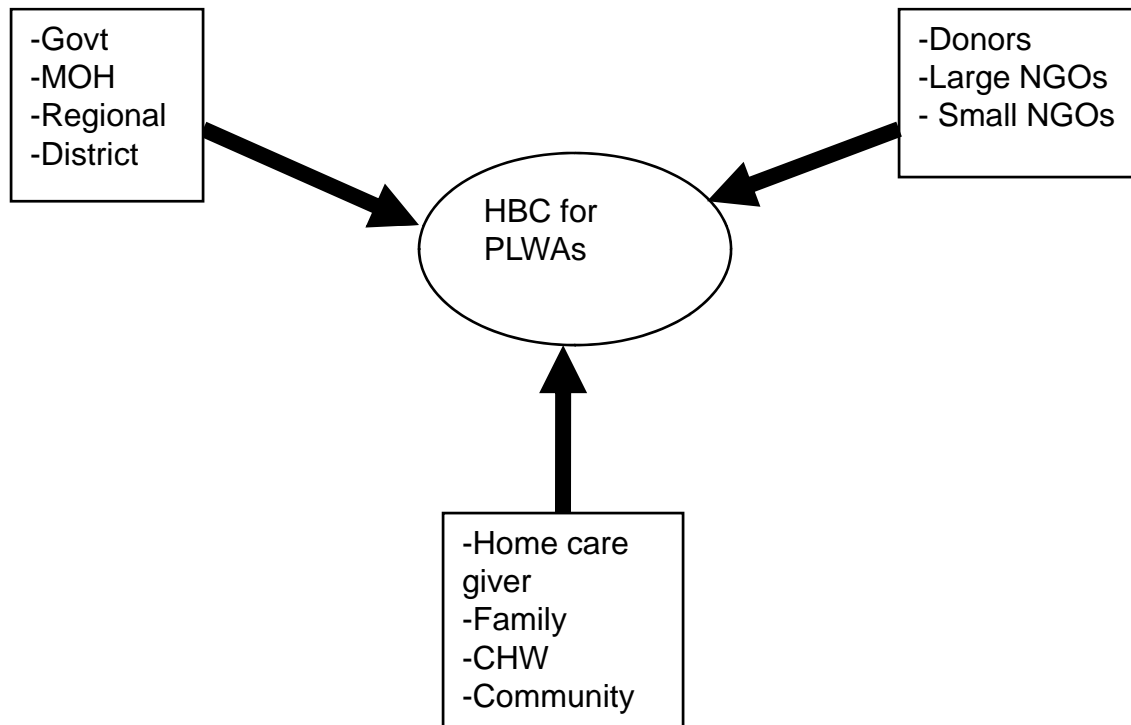 -Govt
-MOH
-Regional
-District
-Donors
-Large NGOs
- Small NGOs
HBC for
PLWAs
-Home care
giver
-Family
-CHW
-Community